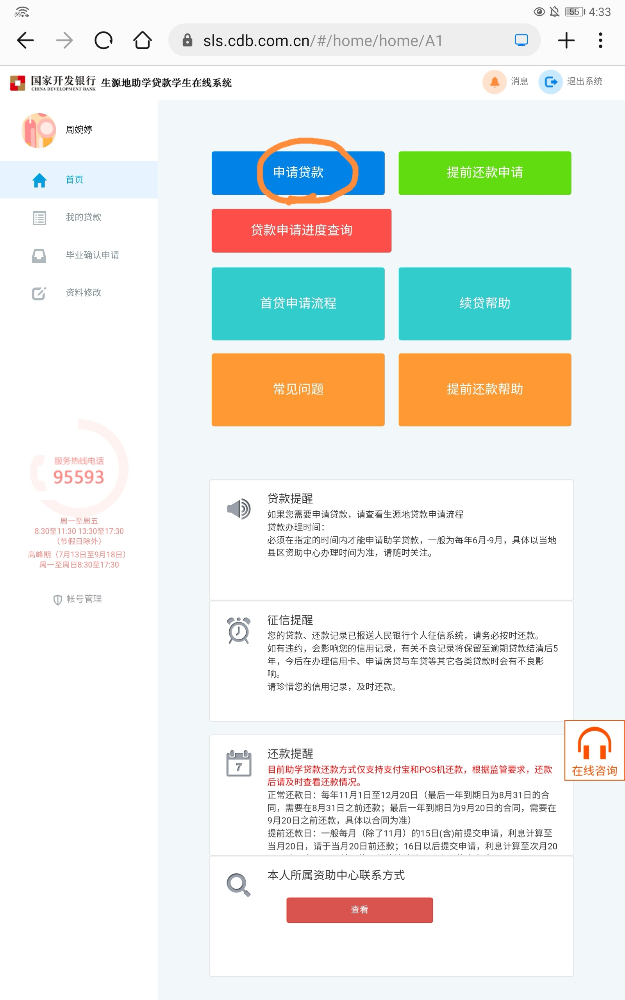 55 4:33
sls.cdb.com.cn/#/home/home/A1
国家开发银行
CHINA DEVELOPMENT BANK
生源地助学贷款学生在线系统
消息
退出系统
周婉婷
首页
我的贷款
毕业确认申请
资料修改
服务热线电话
95593
周一至周五
8:30至11:30 13:30至17:30
（节假日除外）
高峰期（7月13日至9月18日）
周一至周日8:30至17:30
帐号管理
申请贷款
提前还款申请
贷款申请进度查询
首贷申请流程
续贷帮助
常见问题
提前还款帮助
贷款提醒
如果您需要申请贷款，请查看生源地贷款申请流程
贷款办理时间：
必须在指定的时间内才能申请助学贷款，一般为每年6月-9月，具体以当地
县区资助中心办理时间为准，请随时关注。
征信提醒
您的贷款、还款记录已报送人民银行个人征信系统，请务必按时还款。
如有违约，会影响您的信用记录，有关不良记录将保留至逾期贷款结清后5
年，今后在办理信用卡、申请房贷与车贷等其它各类贷款时会有不良影
响。
请珍惜您的信用记录，及时还款。
7
还款提醒
目前助学贷款还款方式仅支持支付宝和POS机还款，根据监管要求，还款
后请及时查看还款情况。
正常还款日：每年11月1日至12月20日（最后一年到期日为8月31日的合
同，需要在8月31日之前还款；最后一年到期日为9月20日的合同，需要在
9月20日之前还款，具体以合同为准）
提前还款日：一般每月（除了11月）的15日(含)前提交申请，利息计算至
当月20日，请于当月20日前还款；16日以后提交申请，利息计算至次月20
在线咨询
本人所属资助中心联系方式
查看